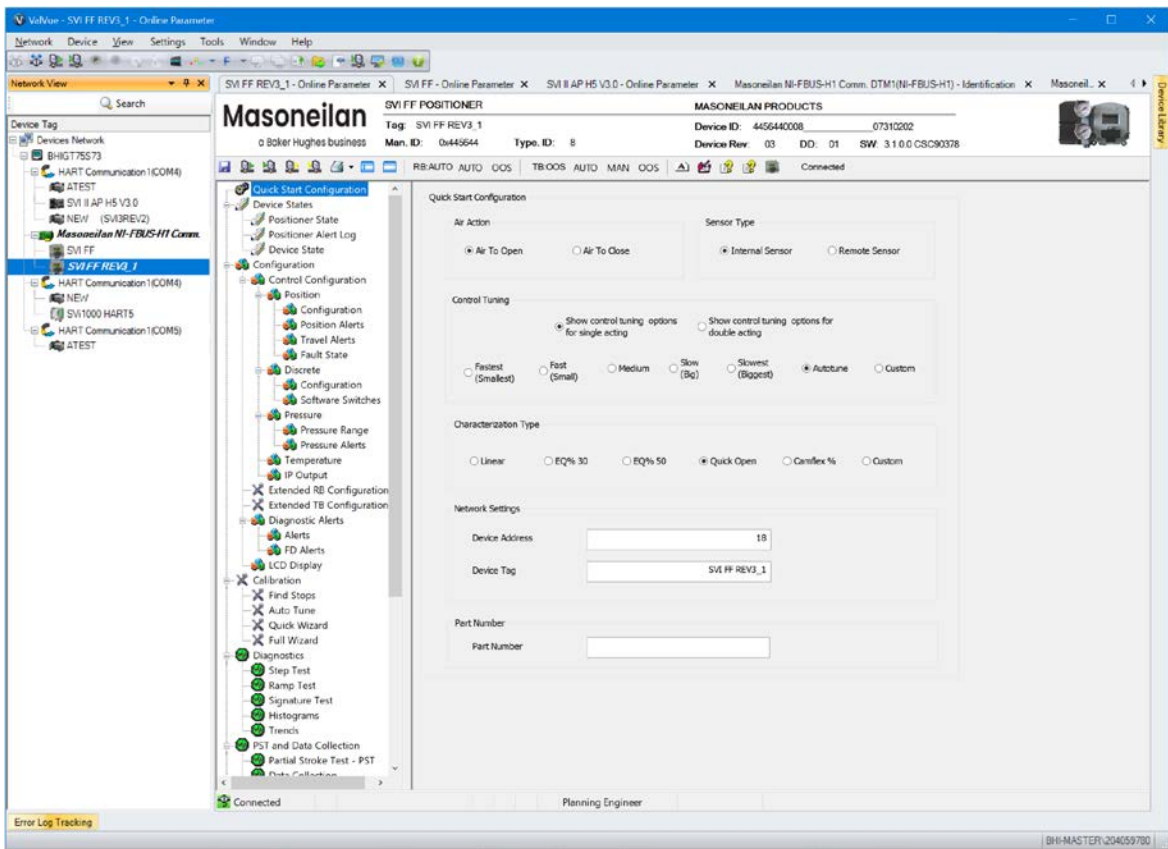 ValVue - SVI FF REV3_1 - Online Parameter
Network Device View Settings Tools Window Help
Network View
Search
Device Tag
Devices Network
BHIGT75S73
HART Communication 1(COM4)
ATEST
SVI II AP H5 V3.0
NEW (SVI3REV2)
Masoneilan NI-FBUS-H1 Comm.
SVI FF
SVI FF REV3_1
HART Communication 1(COM4)
NEW
SVi1000 HART5
HART Communication 1(COM5)
ATEST
SVI FF REV3_1 - Online Parameter X SVI FF - Online Parameter X SVI II AP H5 V3.0 - Online Parameter X Masoneilan NI-FBUS-H1 Comm. DTM1(NI-FBUS-H1) - Identification X Masoneil... X
Device Library
Masoneilan
a Baker Hughes business
SVI FF POSITIONER MASONEILAN PRODUCTS
Tag: SVI FF REV3_1 Device ID: 4456440008________07310202
Man. ID: 0x445644 Type. ID: 8 Device Rev: 03 DD: 01 SW: 3.1.0.0 CSC90378
RB:AUTO AUTO OOS TB:OOS AUTO MAN OOS Connected
Quick Start Configuration
Device States
Positioner State
Positioner Alert Log
Device State
Configuration
Control Configuration
Position
Configuration
Position Alerts
Travel Alerts
Fault State
Discrete
Configuration
Software Switches
Pressure
Pressure Range
Pressure Alerts
Temperature
IP Output
Extended RB Configuration
Extended TB Configuration
Diagnostic Alerts
Alerts
FD Alerts
LCD Display
Calibration
Find Stops
Auto Tune
Quick Wizard
Full Wizard
Diagnostics
Step Test
Ramp Test
Signature Test
Histograms
Trends
PST and Data Collection
Partial Stroke Test - PST
Data Collection
Quick Start Configuration
Air Action
Air To Open Air To Close
Sensor Type
Internal Sensor Remote Sensor
Control Tuning
Show control tuning options for single acting
Show control tuning options for double acting
Fastest (Smallest) Fast (Small) Medium Slow (Big) Slowest (Biggest) Autotune Custom
Characterization Type
Linear EQ% 30 EQ% 50 Quick Open Camflex % Custom
Network Settings
Device Address 18
Device Tag SVI FF REV3_1
Part Number
Part Number
Connected Planning Engineer
Error Log Tracking
BHI-MASTER\204059780